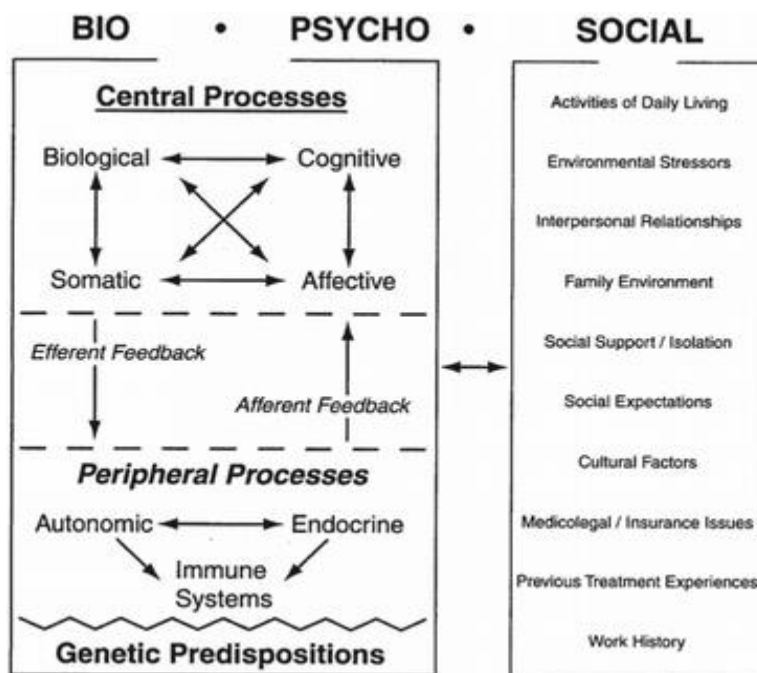 BIO • PSYCHO • SOCIAL
Central Processes
Biological Cognitive
Somatic Affective
Efferent Feedback
Afferent Feedback
Peripheral Processes
Autonomic Endocrine
Immune
Systems
Genetic Predispositions
Activities of Daily Living
Environmental Stressors
Interpersonal Relationships
Family Environment
Social Support / Isolation
Social Expectations
Cultural Factors
Medicolegal / Insurance Issues
Previous Treatment Experiences
Work History